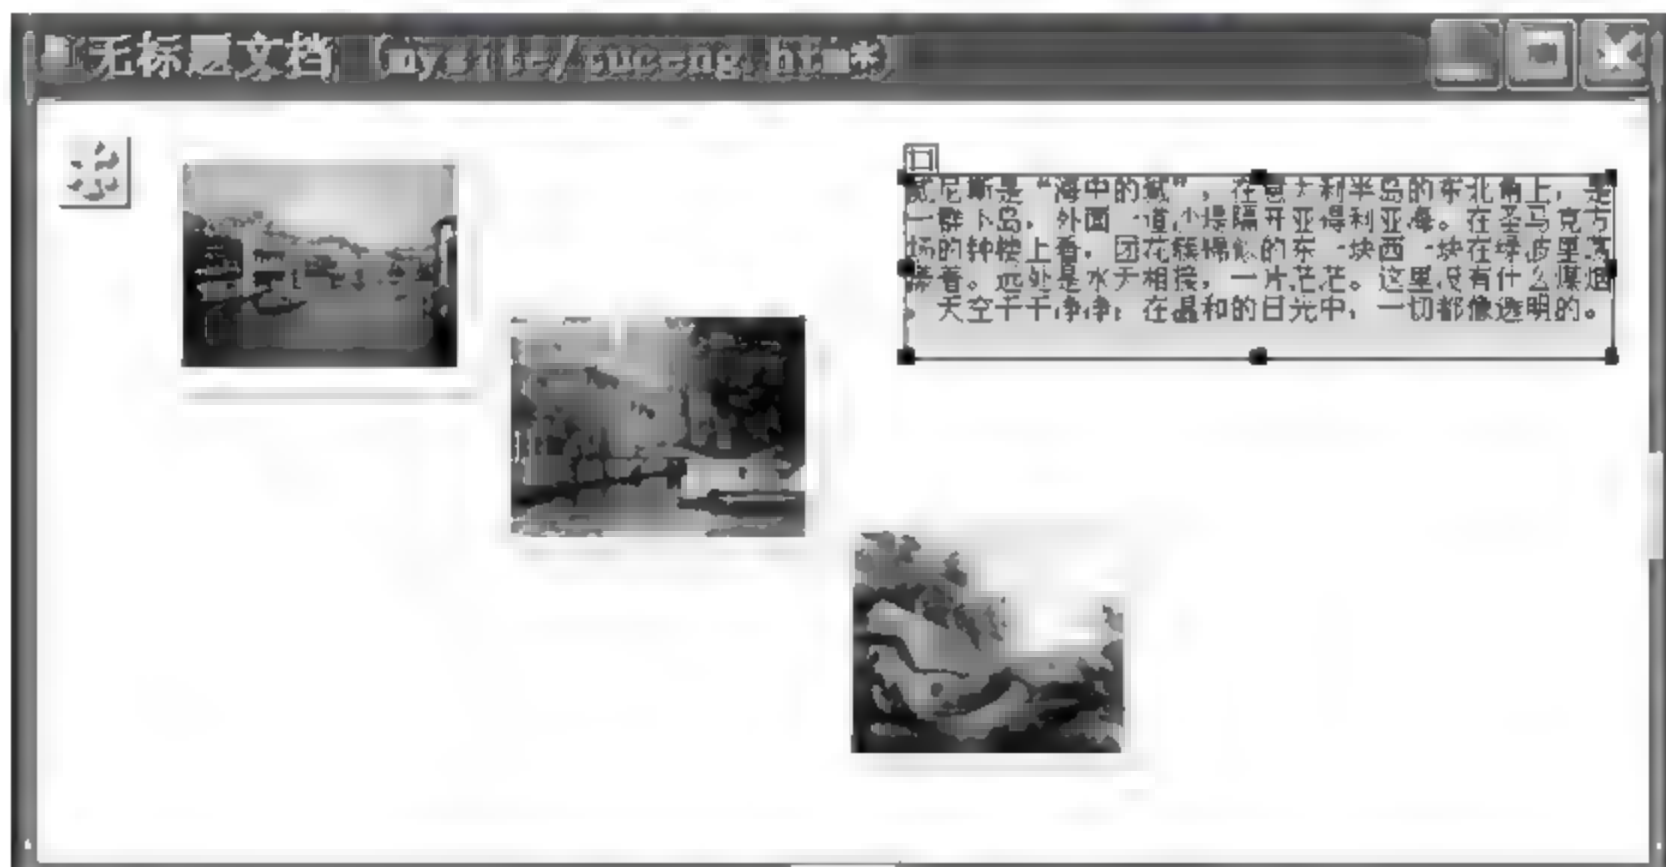 无标题文档 (mysite/tuceng.htm*)
威尼斯是“海中的城”，在意大利半岛的东北角上，是
一群小岛，外面一道沙堤隔开亚得利亚海。在圣马克方
场的钟楼上看，团花簇锦似的东一块西一块在绿波里荡
漾着。远处是水天相接，一片茫茫。这里没有什么煤烟
，天空干干净净；在温和的日光中，一切都像透明的。